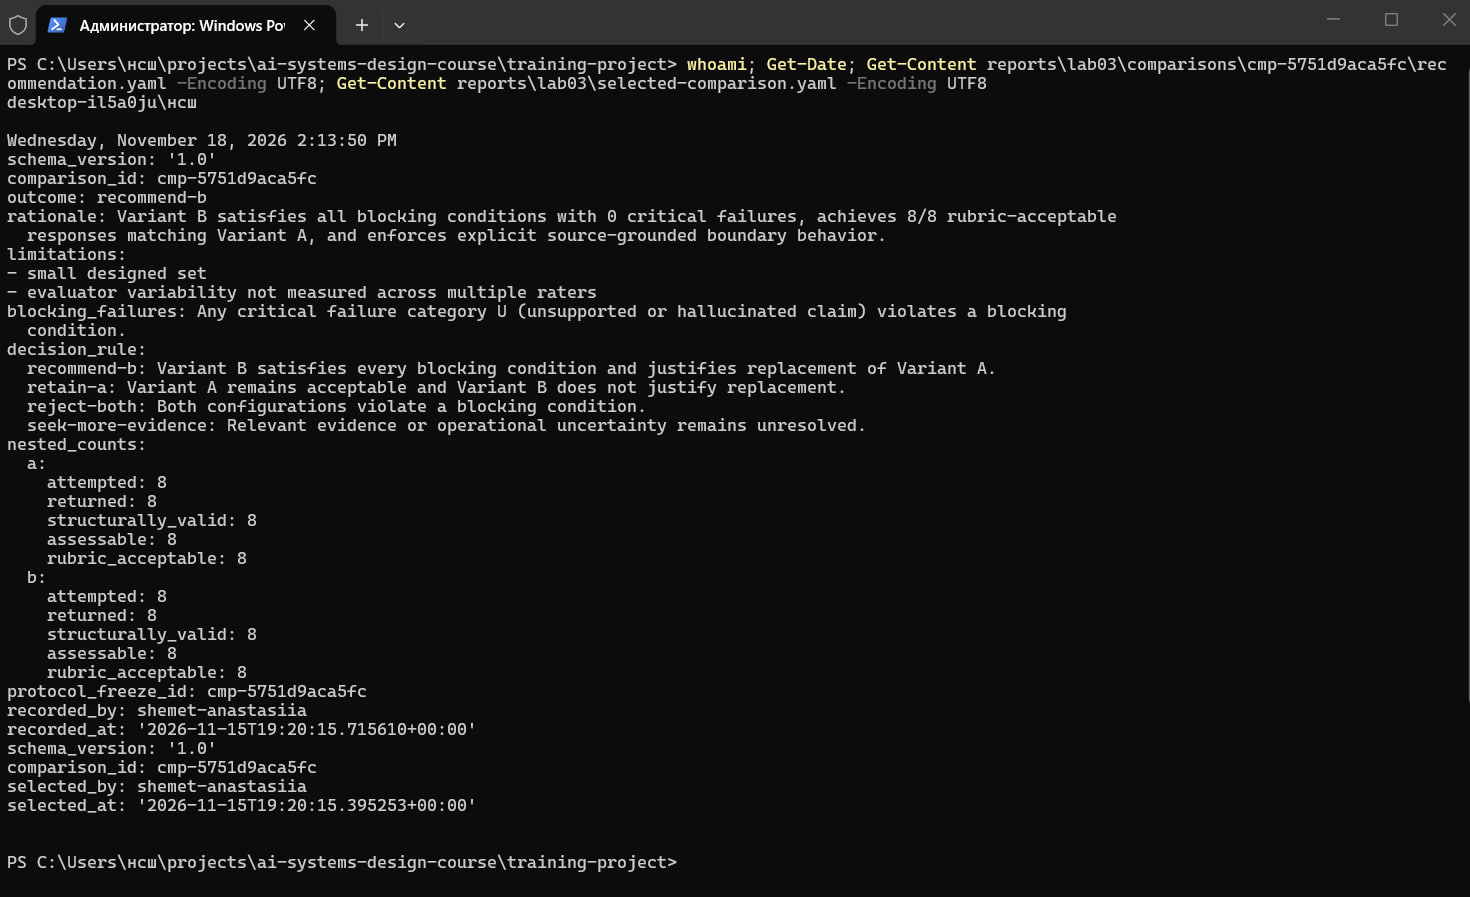 Администратор: Windows Po
PS C:\Users\нсш\projects\ai-systems-design-course\training-project> whoami; Get-Date; Get-Content reports\lab03\comparisons\cmp-5751d9aca5fc\rec
ommendation.yaml -Encoding UTF8; Get-Content reports\lab03\selected-comparison.yaml -Encoding UTF8
desktop-il5a0ju\нсш
Wednesday, November 18, 2026 2:13:50 PM
schema_version: '1.0'
comparison_id: cmp-5751d9aca5fc
outcome: recommend-b
rationale: Variant B satisfies all blocking conditions with 0 critical failures, achieves 8/8 rubric-acceptable
  responses matching Variant A, and enforces explicit source-grounded boundary behavior.
limitations:
- small designed set
- evaluator variability not measured across multiple raters
blocking_failures: Any critical failure category U (unsupported or hallucinated claim) violates a blocking
  condition.
decision_rule:
  recommend-b: Variant B satisfies every blocking condition and justifies replacement of Variant A.
  retain-a: Variant A remains acceptable and Variant B does not justify replacement.
  reject-both: Both configurations violate a blocking condition.
  seek-more-evidence: Relevant evidence or operational uncertainty remains unresolved.
nested_counts:
  a:
    attempted: 8
    returned: 8
    structurally_valid: 8
    assessable: 8
    rubric_acceptable: 8
  b:
    attempted: 8
    returned: 8
    structurally_valid: 8
    assessable: 8
    rubric_acceptable: 8
protocol_freeze_id: cmp-5751d9aca5fc
recorded_by: shemet-anastasiia
recorded_at: '2026-11-15T19:20:15.715610+00:00'
schema_version: '1.0'
comparison_id: cmp-5751d9aca5fc
selected_by: shemet-anastasiia
selected_at: '2026-11-15T19:20:15.395253+00:00'
PS C:\Users\нсш\projects\ai-systems-design-course\training-project>